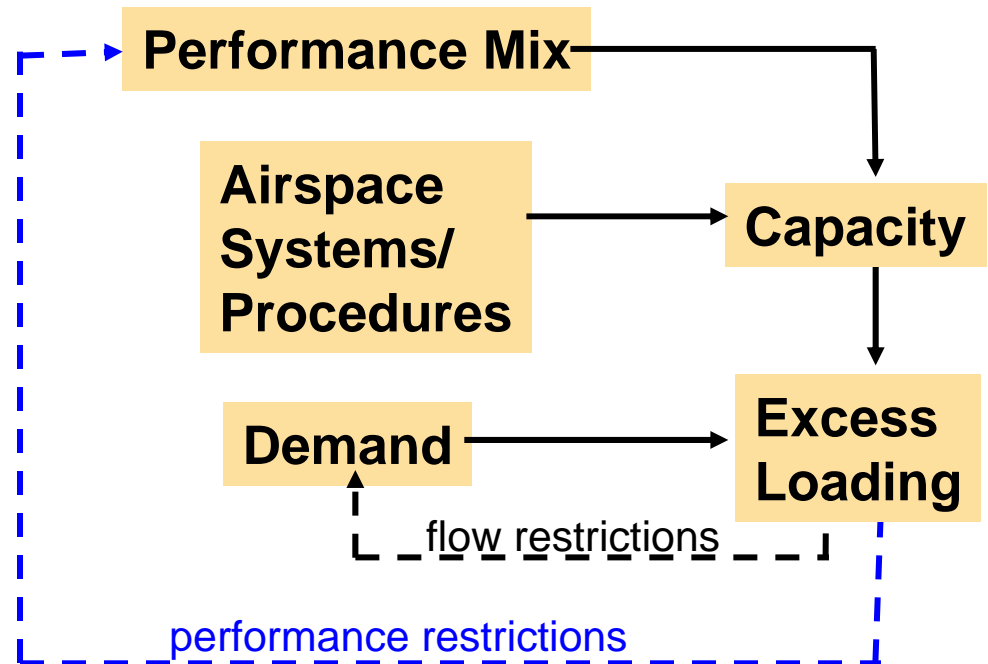 Performance Mix
Airspace
Systems/
Procedures
Capacity
Demand
Excess
Loading
flow restrictions
performance restrictions